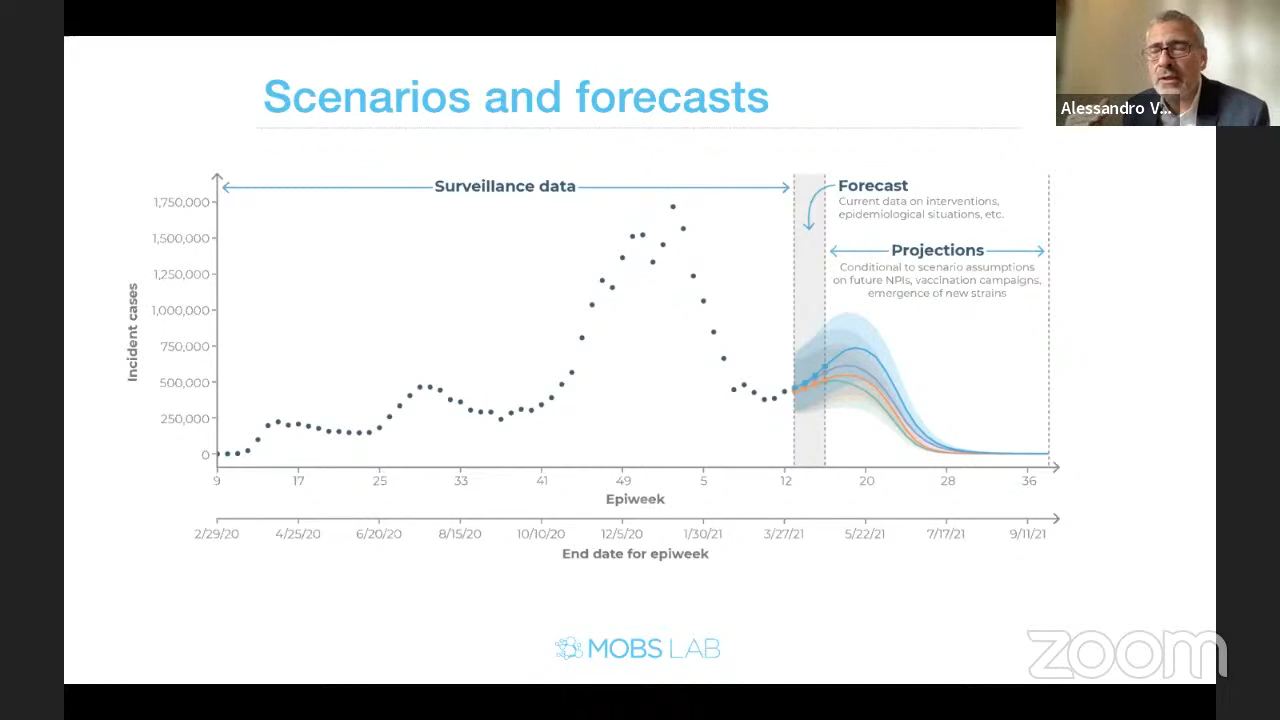 Scenarios and forecasts
Alessandro V...
Surveillance data
Forecast
Current data on interventions,
epidemiological situations, etc.
Projections
Conditional to scenario assumptions
on future NPIs, vaccination campaigns,
emergence of new strains
Incident cases
1,750,000
1,500,000
1,250,000
1,000,000
750,000
500,000
250,000
0
9 17 25 33 41 49 5 12 20 28 36
Epiweek
2/29/20 4/25/20 6/20/20 8/15/20 10/10/20 12/5/20 1/30/21 3/27/21 5/22/21 7/17/21 9/11/21
End date for epiweek
MOBS LAB
zoom